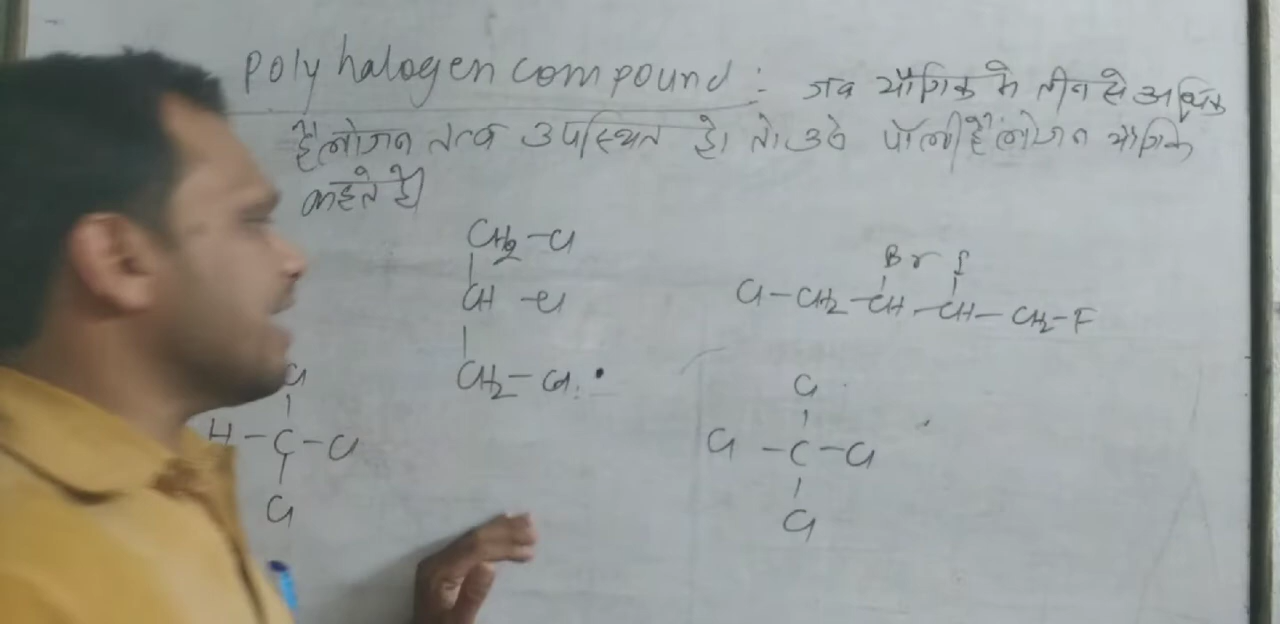 Poly halogen compound : जब यौगिक मे तीन से अधिक
हैलोजन तत्व उपस्थित है। तो उसे पॉलीहैलोजन यौगिक
कहते है।
CH2-Cl
CH -Cl
CH2-Cl
Br I
Cl-CH2-CH-CH-CH2-F
Cl
H-C-Cl
Cl
Cl
Cl-C-Cl
Cl